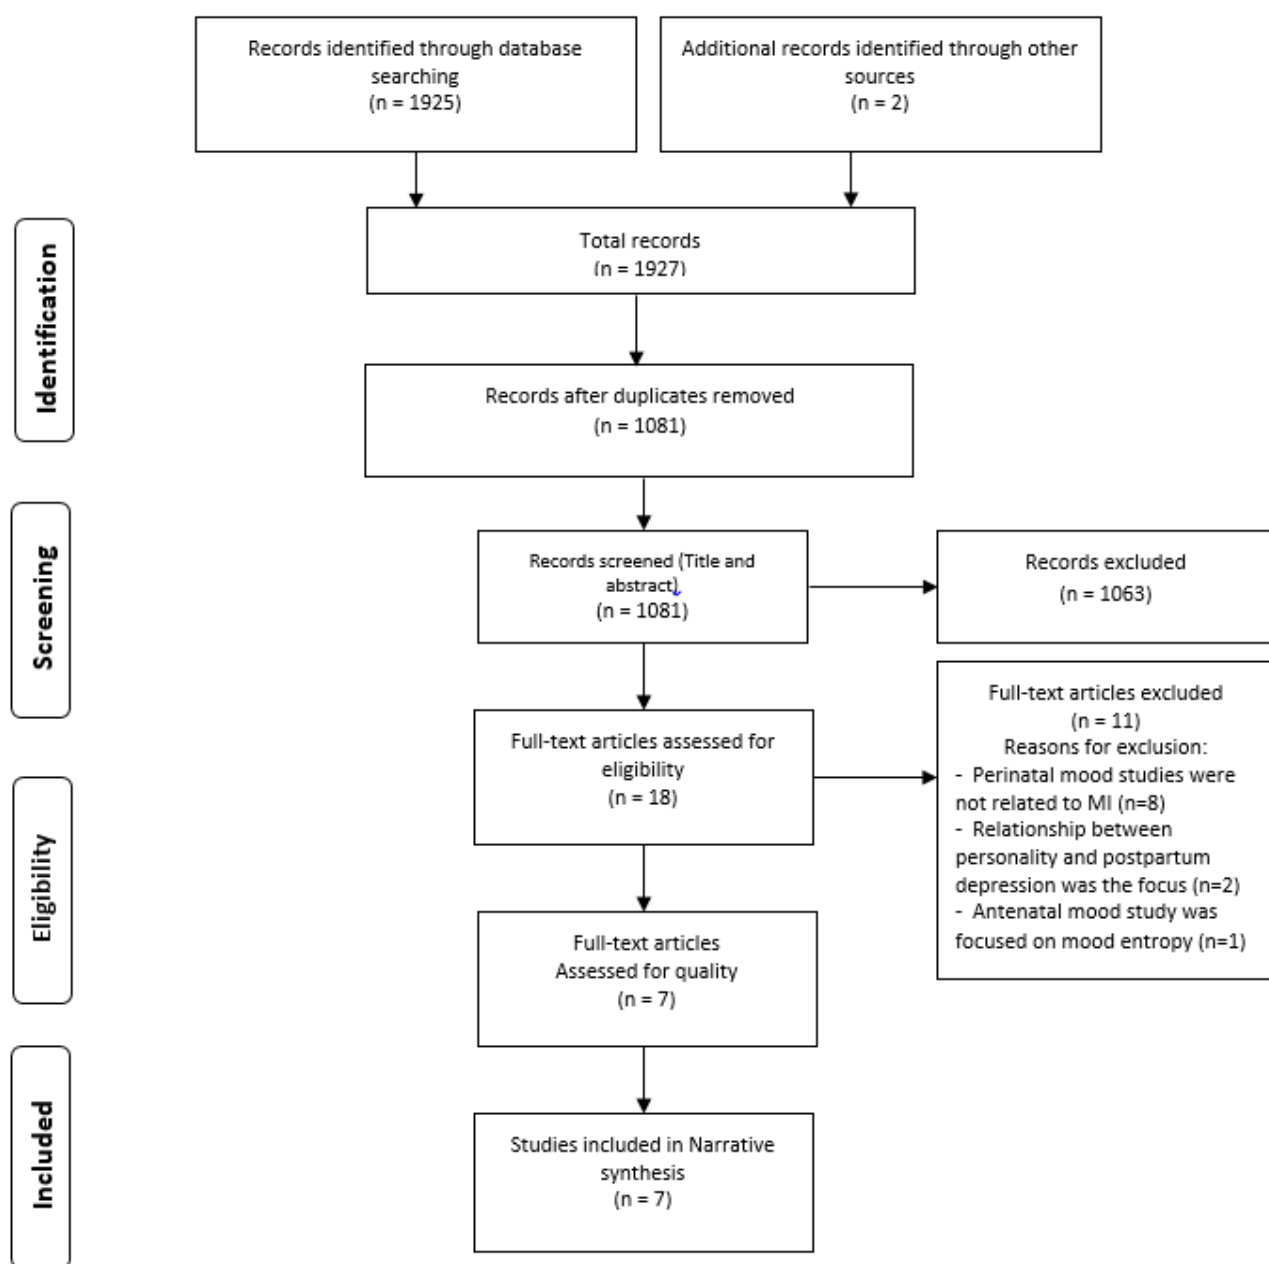 Records identified through database
searching
(n = 1925)
Additional records identified through other
sources
(n = 2)
Identification
Total records
(n = 1927)
Records after duplicates removed
(n = 1081)
Screening
Records screened (Title and
abstract)
(n = 1081)
Records excluded
(n = 1063)
Eligibility
Full-text articles assessed for
eligibility
(n = 18)
Full-text articles excluded
(n = 11)
Reasons for exclusion:
- Perinatal mood studies were
not related to MI (n=8)
- Relationship between
personality and postpartum
depression was the focus (n=2)
- Antenatal mood study was
focused on mood entropy (n=1)
Full-text articles
Assessed for quality
(n = 7)
Included
Studies included in Narrative
synthesis
(n = 7)